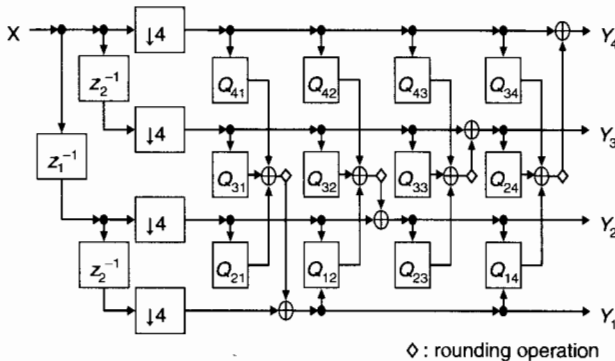 X ↓4 Y₄
z₂⁻¹ Q₄₁ Q₄₂ Q₄₃ Q₃₄
↓4 Y₃
z₁⁻¹ Q₃₁ Q₃₂ Q₃₃ Q₂₄
↓4 Y₂
z₂⁻¹ Q₂₁ Q₁₂ Q₂₃ Q₁₄
↓4 Y₁
◇ : rounding operation